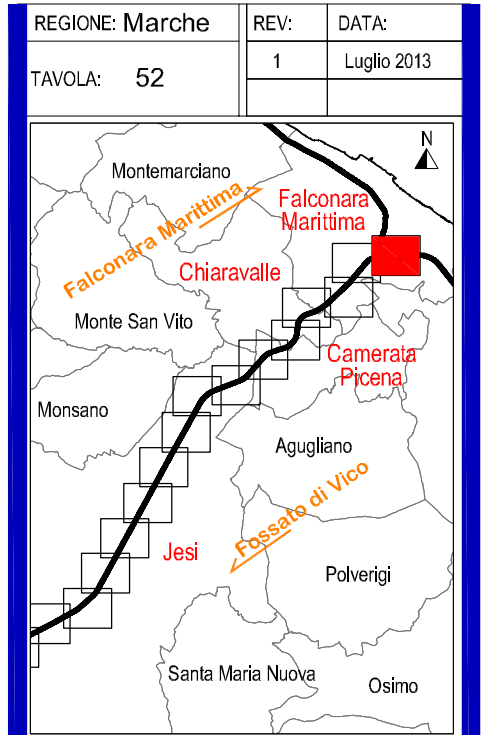 REGIONE: Marche
REV:
DATA:
TAVOLA: 52
1
Luglio 2013
N
Montemarciano
Falconara Marittima
Falconara
Marittima
Chiaravalle
Monte San Vito
Camerata
Picena
Monsano
Agugliano
Fossato di Vico
Jesi
Polverigi
Santa Maria Nuova
Osimo